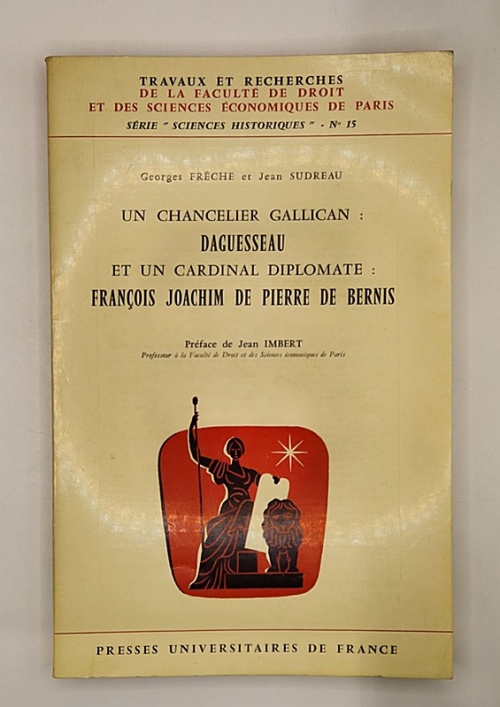 TRAVAUX ET RECHERCHES
DE LA FACULTÉ DE DROIT
ET DES SCIENCES ÉCONOMIQUES DE PARIS
SÉRIE " SCIENCES HISTORIQUES " - Nº 15
Georges FRÊCHE et Jean SUDREAU
UN CHANCELIER GALLICAN :
DAGUESSEAU
ET UN CARDINAL DIPLOMATE :
FRANÇOIS JOACHIM DE PIERRE DE BERNIS
Préface de Jean IMBERT
Professeur à la Faculté de Droit et des Sciences économiques de Paris
PRESSES UNIVERSITAIRES DE FRANCE